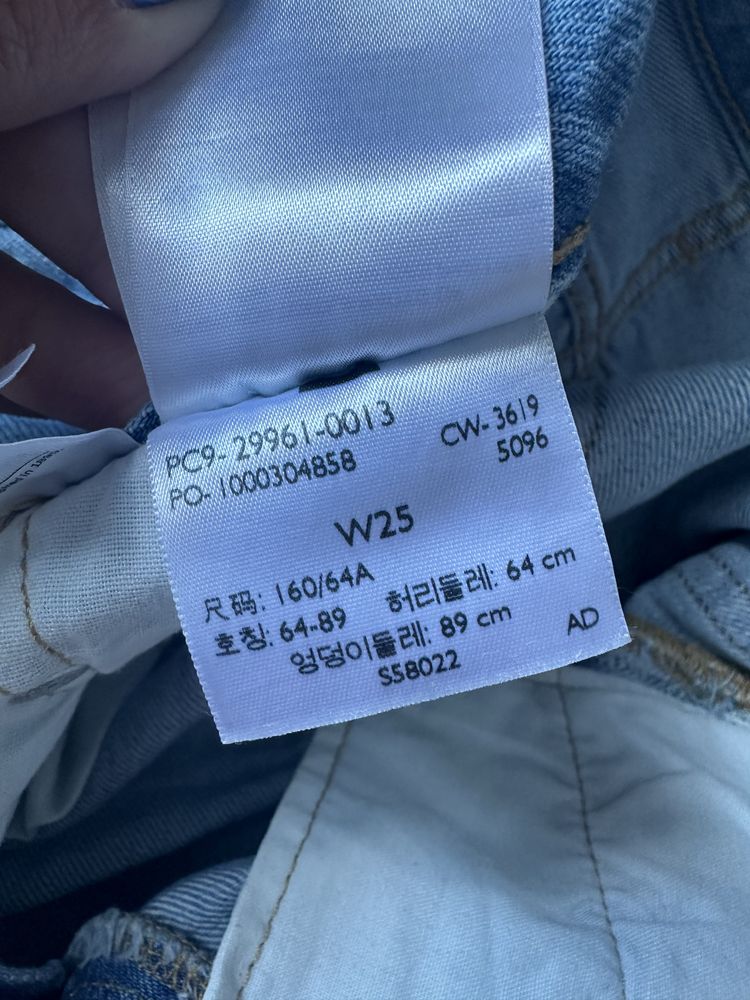 PC9-29961-0013
PO-1000304858
CW-3619
5096
W25
尺码: 160/64A
호칭: 64-89
허리둘레: 64 cm
엉덩이둘레: 89 cm
S58022
AD